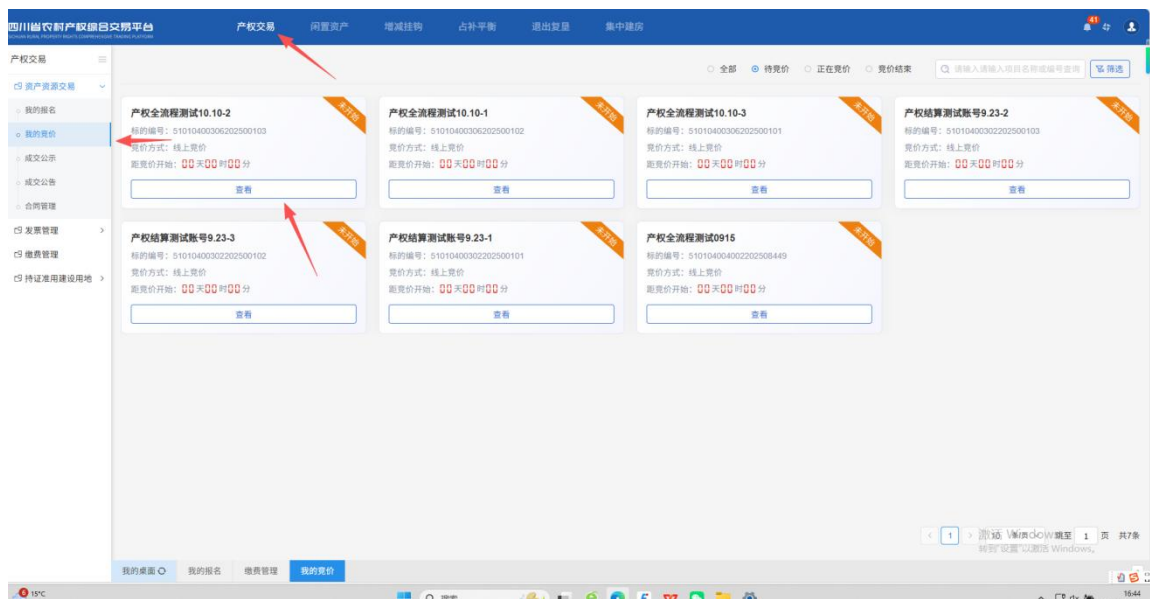 四川省农村产权综合交易平台
SICHUAN RURAL PROPERTY RIGHTS COMPREHENSIVE TRADING PLATFORM
产权交易 闲置资产 增减挂钩 占补平衡 退出复垦 集中建房
41
产权交易
全部 待竞价 正在竞价 竞价结束 请输入请输入项目名称或编号查询 筛选
资产资源交易
我的报名
我的竞价
成交公示
成交公告
合同管理
发票管理
缴费管理
持证准用建设用地
产权全流程测试10.10-2
未开始
标的编号:51010400306202500103
竞价方式:线上竞价
距竞价开始:00天00时00分
查看
产权全流程测试10.10-1
未开始
标的编号:51010400306202500102
竞价方式:线上竞价
距竞价开始:00天00时00分
查看
产权全流程测试10.10-3
未开始
标的编号:51010400306202500101
竞价方式:线上竞价
距竞价开始:00天00时00分
查看
产权结算测试账号9.23-2
未开始
标的编号:51010400302202500103
竞价方式:线上竞价
距竞价开始:00天00时00分
查看
产权结算测试账号9.23-3
未开始
标的编号:51010400302202500102
竞价方式:线上竞价
距竞价开始:00天00时00分
查看
产权结算测试账号9.23-1
未开始
标的编号:51010400302202500101
竞价方式:线上竞价
距竞价开始:00天00时00分
查看
产权全流程测试0915
未开始
标的编号:510104004002202508449
竞价方式:线上竞价
距竞价开始:00天00时00分
查看
1 跳至 1 页 共7条
激活 Windows
转到"设置"以激活 Windows。
我的桌面 我的报名 缴费管理 我的竞价
15°C
16:44